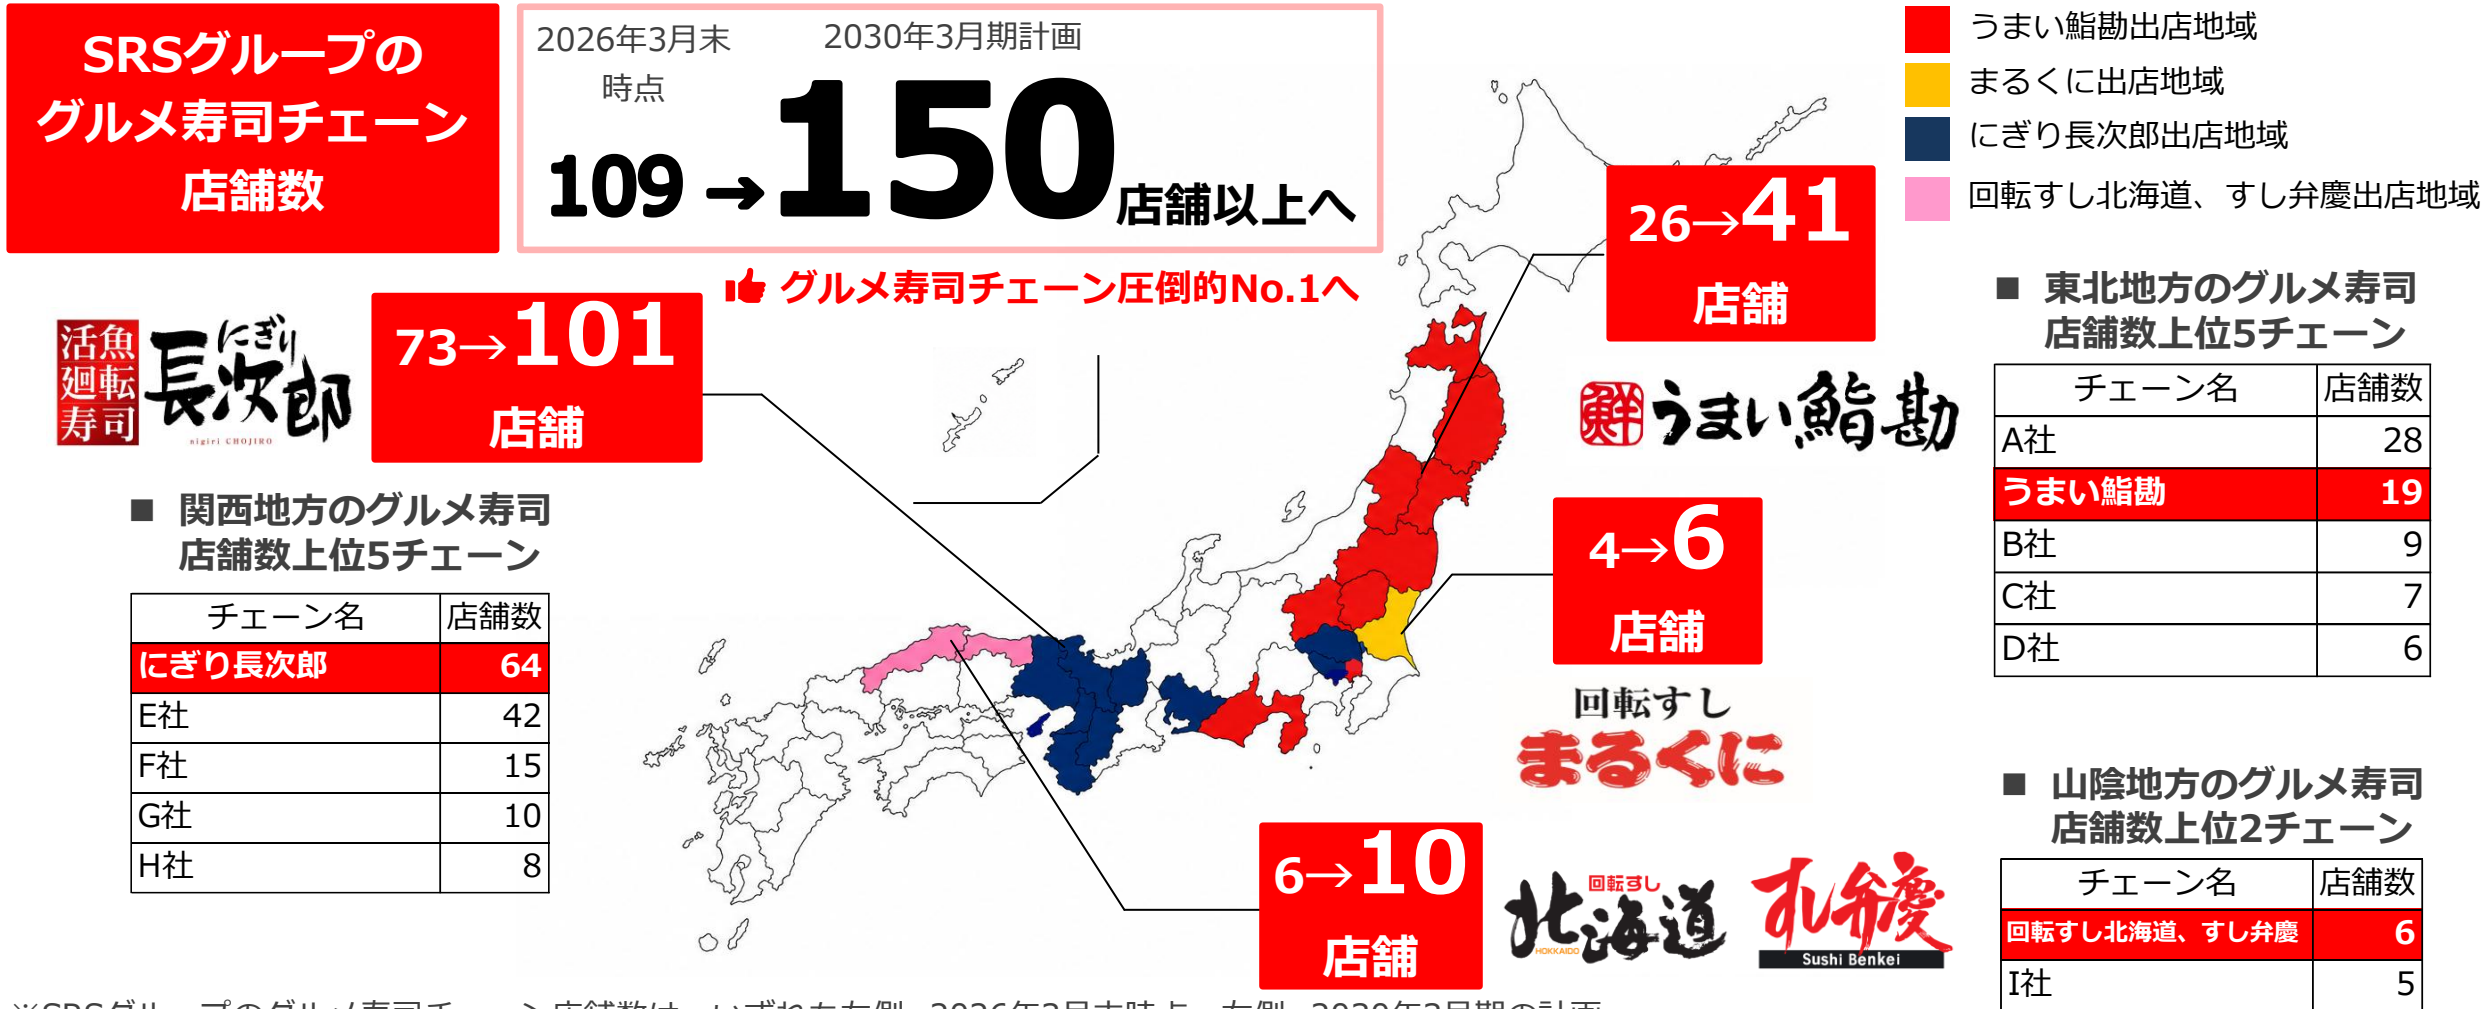 SRSグループの
グルメ寿司チェーン
店舗数
2026年3月末
時点
2030年3月期計画
109→150店舗以上へ
グルメ寿司チェーン圧倒的No.1へ
うまい鮨勘出店地域
まるくに出店地域
にぎり長次郎出店地域
回転すし北海道、すし弁慶出店地域
活魚
廻転
寿司
にぎり
長次郎
nigiri CHOJIRO
73→101
店舗
26→41
店舗
鮮
うまい鮨勘
4→6
店舗
回転すし
まるくに
6→10
店舗
回転すし
北海道
HOKKAIDO
すし弁慶
Sushi Benkei
■ 関西地方のグルメ寿司
店舗数上位5チェーン
チェーン名 店舗数
にぎり長次郎 64
E社 42
F社 15
G社 10
H社 8
■ 東北地方のグルメ寿司
店舗数上位5チェーン
チェーン名 店舗数
A社 28
うまい鮨勘 19
B社 9
C社 7
D社 6
■ 山陰地方のグルメ寿司
店舗数上位2チェーン
チェーン名 店舗数
回転すし北海道、すし弁慶 6
I社 5